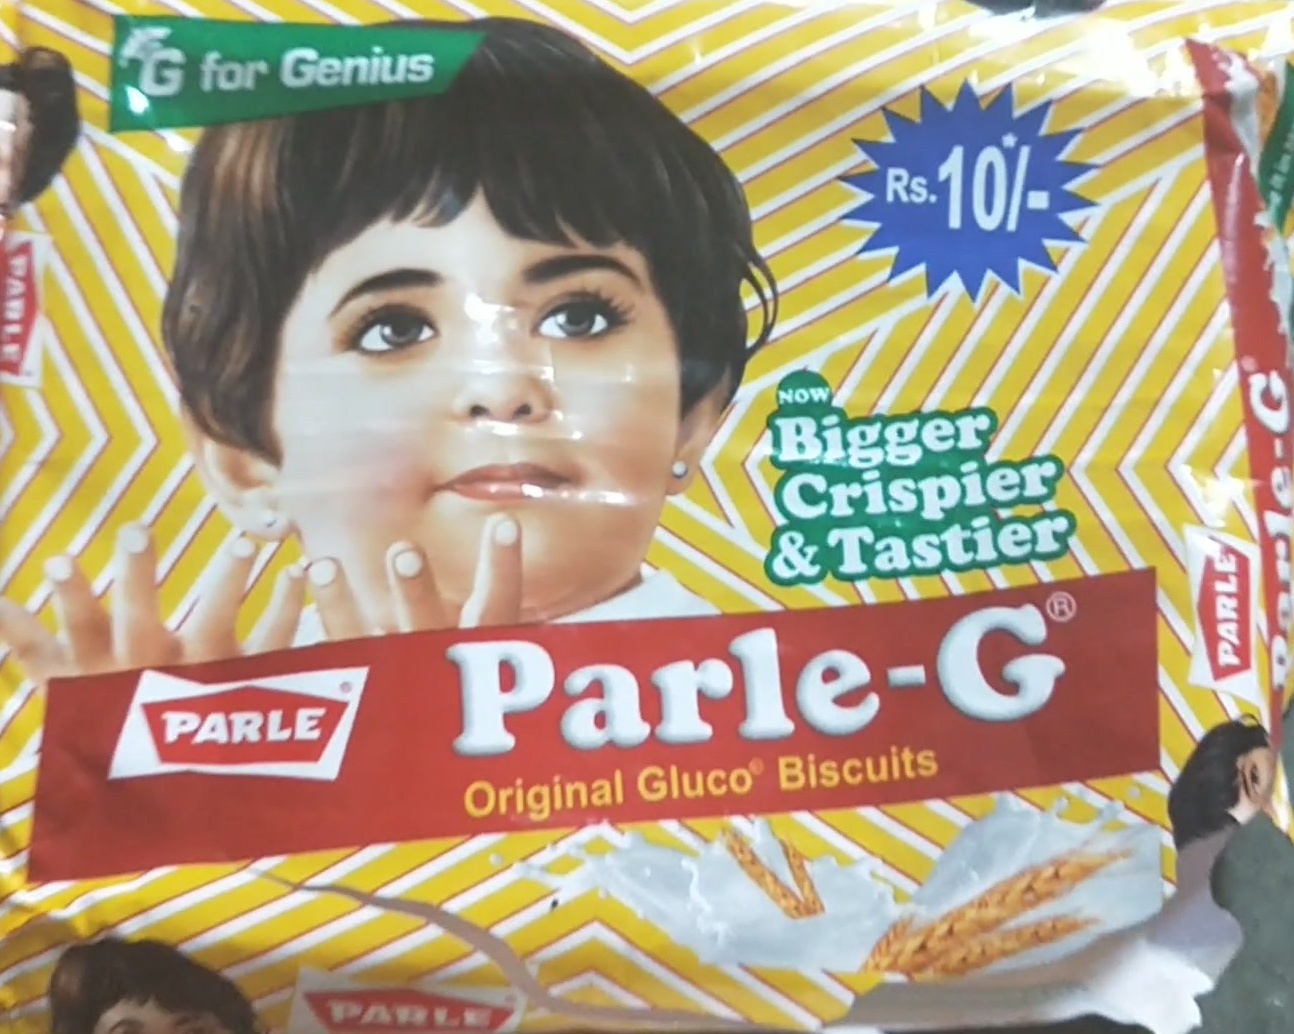 G for Genius
Rs.10*/-
NOW
Bigger
Crispier
& Tastier
PARLE®
Parle-G®
Original Gluco® Biscuits
PARLE
PARLE
Parle-G®
PARLE